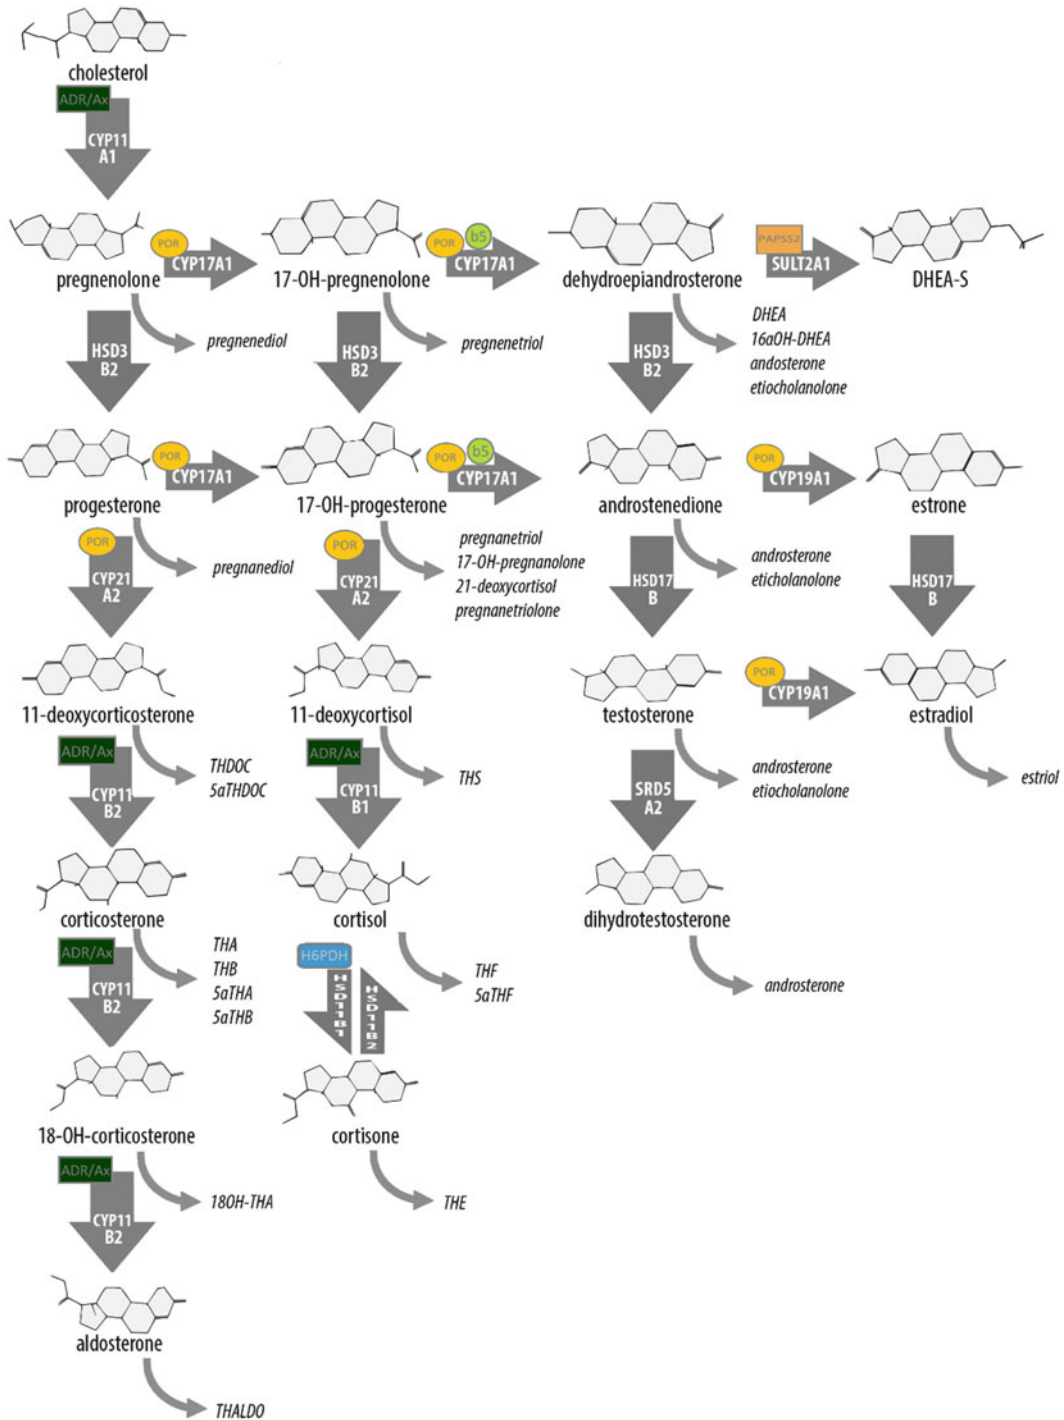 cholesterol
ADR/Ax
CYP11
A1
pregnenolone
POR
CYP17A1
17-OH-pregnenolone
POR
b5
CYP17A1
dehydroepiandrosterone
PAPSS2
SULT2A1
DHEA-S
HSD3
B2
pregnenediol
HSD3
B2
pregnenetriol
HSD3
B2
DHEA
16aOH-DHEA
andosterone
etiocholanolone
progesterone
POR
CYP17A1
17-OH-progesterone
POR
b5
CYP17A1
androstenedione
POR
CYP19A1
estrone
POR
CYP21
A2
pregnanediol
POR
CYP21
A2
pregnanetriol
17-OH-pregnanolone
21-deoxycortisol
pregnanetriolone
HSD17
B
androsterone
eticholanolone
HSD17
B
11-deoxycorticosterone
11-deoxycortisol
testosterone
POR
CYP19A1
estradiol
ADR/Ax
CYP11
B2
THDOC
5aTHDOC
ADR/Ax
CYP11
B1
THS
SRD5
A2
androsterone
etiocholanolone
estriol
corticosterone
cortisol
dihydrotestosterone
ADR/Ax
CYP11
B2
THA
THB
5aTHA
5aTHB
H6PDH
HSD11B1
HSD11B2
THF
5aTHF
androsterone
18-OH-corticosterone
cortisone
ADR/Ax
CYP11
B2
18OH-THA
THE
aldosterone
THALDO